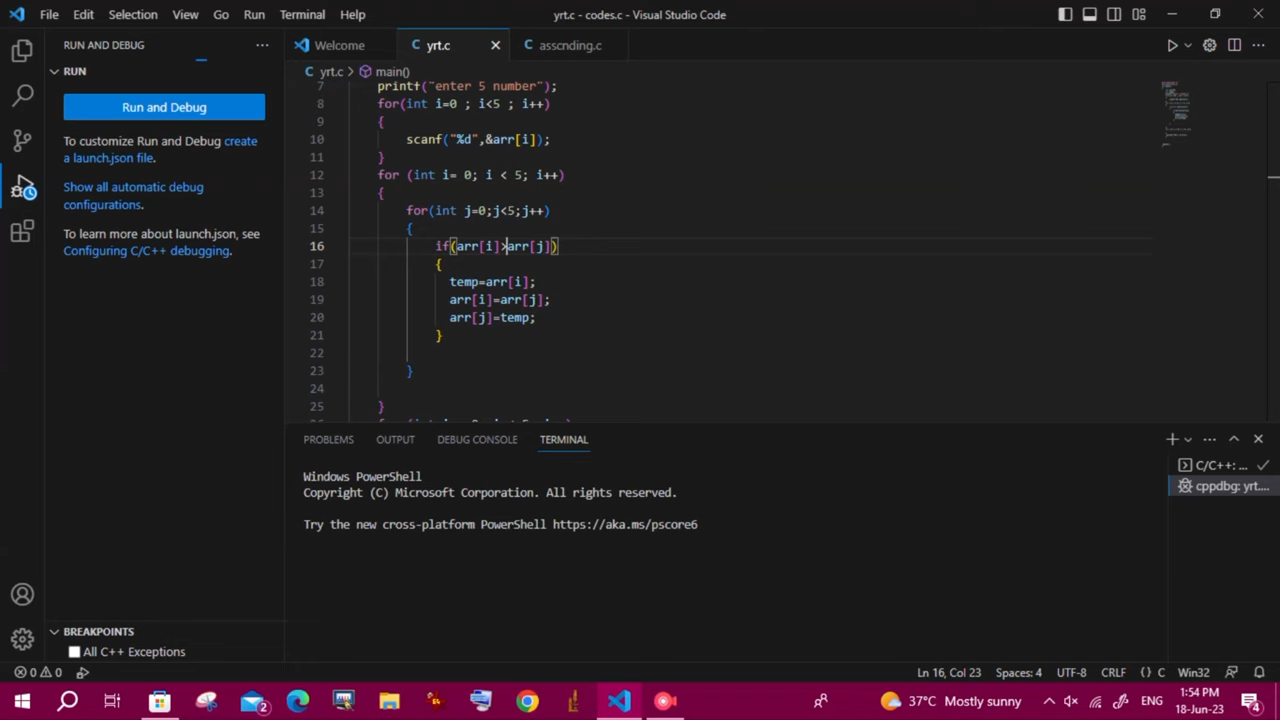 File Edit Selection View Go Run Terminal Help
yrt.c - codes.c - Visual Studio Code
RUN AND DEBUG
RUN
Run and Debug
To customize Run and Debug create
a launch.json file.
Show all automatic debug
configurations.
To learn more about launch.json, see
Configuring C/C++ debugging.
BREAKPOINTS
All C++ Exceptions
Welcome
C yrt.c
C asscnding.c
C yrt.c > main()
7 printf("enter 5 number");
8 for(int i=0 ; i<5 ; i++)
9 {
10 scanf("%d",&arr[i]);
11 }
12 for (int i= 0; i < 5; i++)
13 {
14 for(int j=0;j<5;j++)
15 {
16 if(arr[i]>arr[j])
17 {
18 temp=arr[i];
19 arr[i]=arr[j];
20 arr[j]=temp;
21 }
22
23 }
24
25 }
PROBLEMS OUTPUT DEBUG CONSOLE TERMINAL
Windows PowerShell
Copyright (C) Microsoft Corporation. All rights reserved.
Try the new cross-platform PowerShell https://aka.ms/pscore6
C/C++: ...
cppdbg: yrt....
0 0
Ln 16, Col 23 Spaces: 4 UTF-8 CRLF { } C Win32
2
37°C Mostly sunny
ENG
1:54 PM
18-Jun-23
4